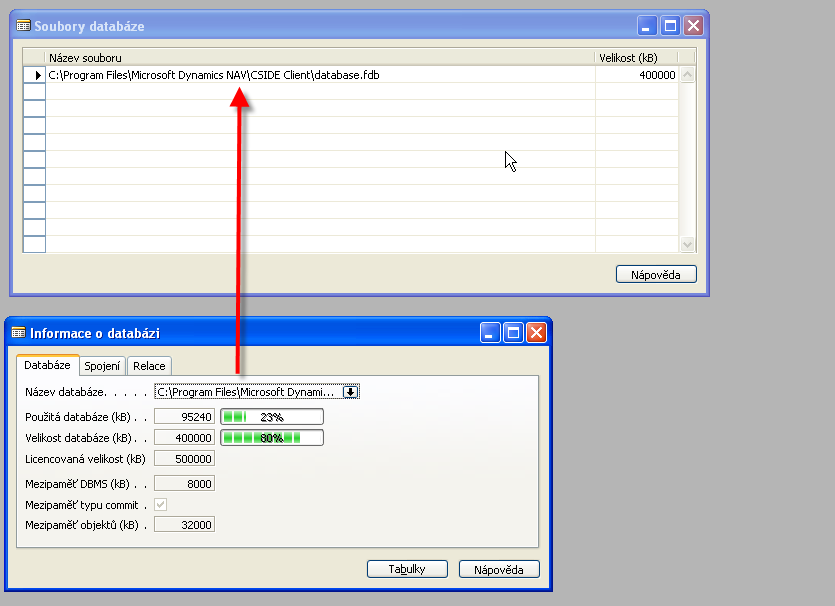 Soubory databáze
Název souboru Velikost (kB)
C:\Program Files\Microsoft Dynamics NAV\CSIDE Client\database.fdb 400000
Nápověda
Informace o databázi
Databáze Spojení Relace
Název databáze. . . . . C:\Program Files\Microsoft Dynami...
Použitá databáze (kB) . . 95240 23%
Velikost databáze (kB) . . 400000 80%
Licencovaná velikost (kB) 500000
Mezipaměť DBMS (kB) . . 8000
Mezipaměť typu commit .
Mezipaměť objektů (kB) . 32000
Tabulky Nápověda